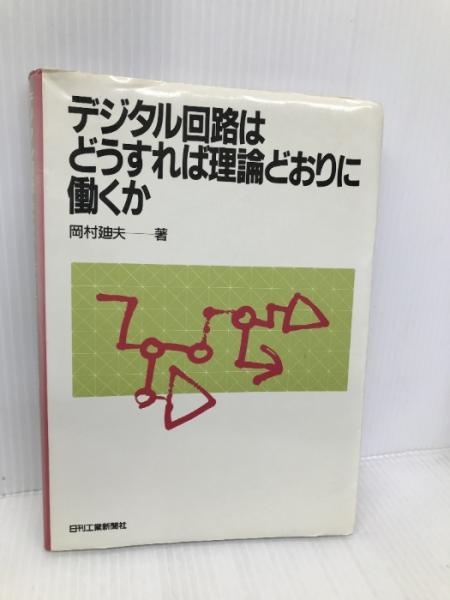 デジタル回路は
どうすれば理論どおりに
働くか
岡村廸夫──著
日刊工業新聞社